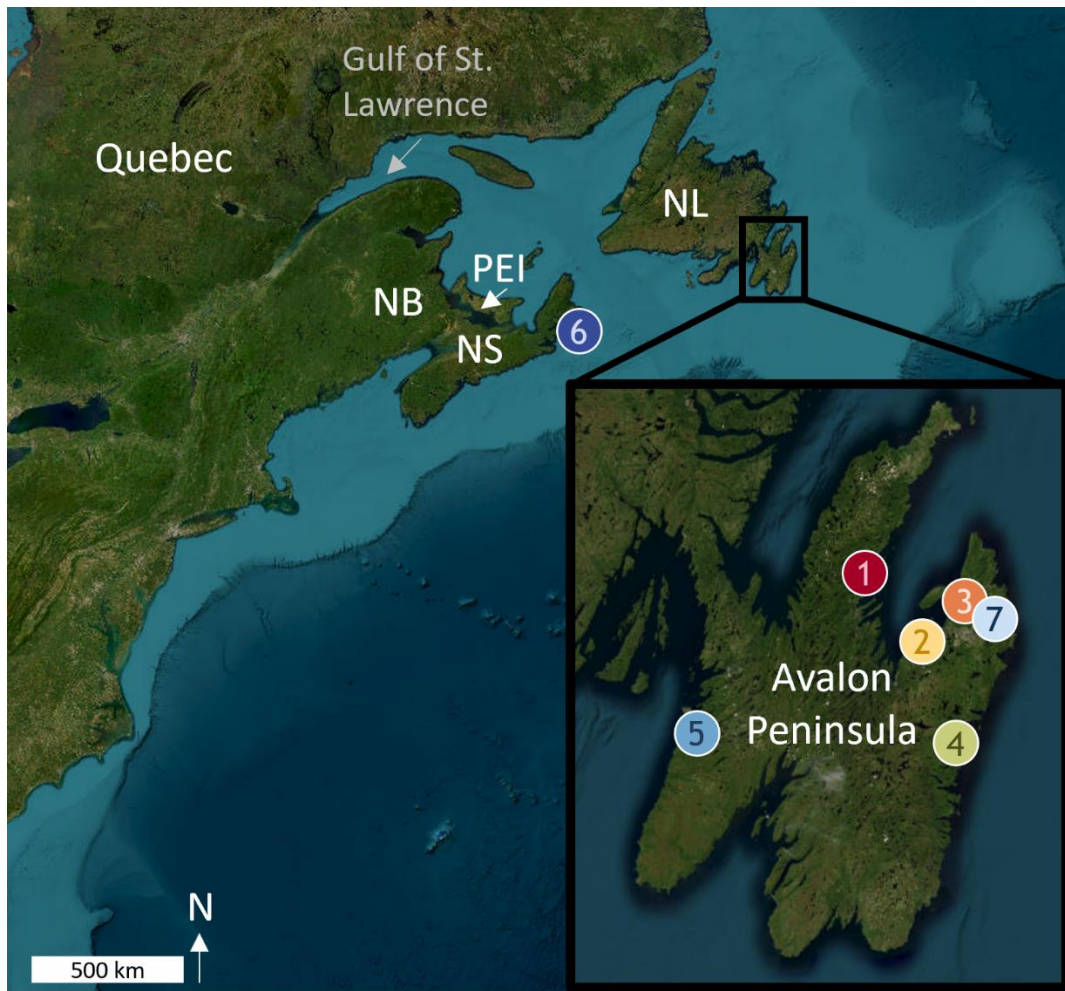 Gulf of St.
Lawrence
Quebec
NL
PEI
NB
6
NS
1
3
7
2
Avalon
Peninsula
5
4
N
500 km